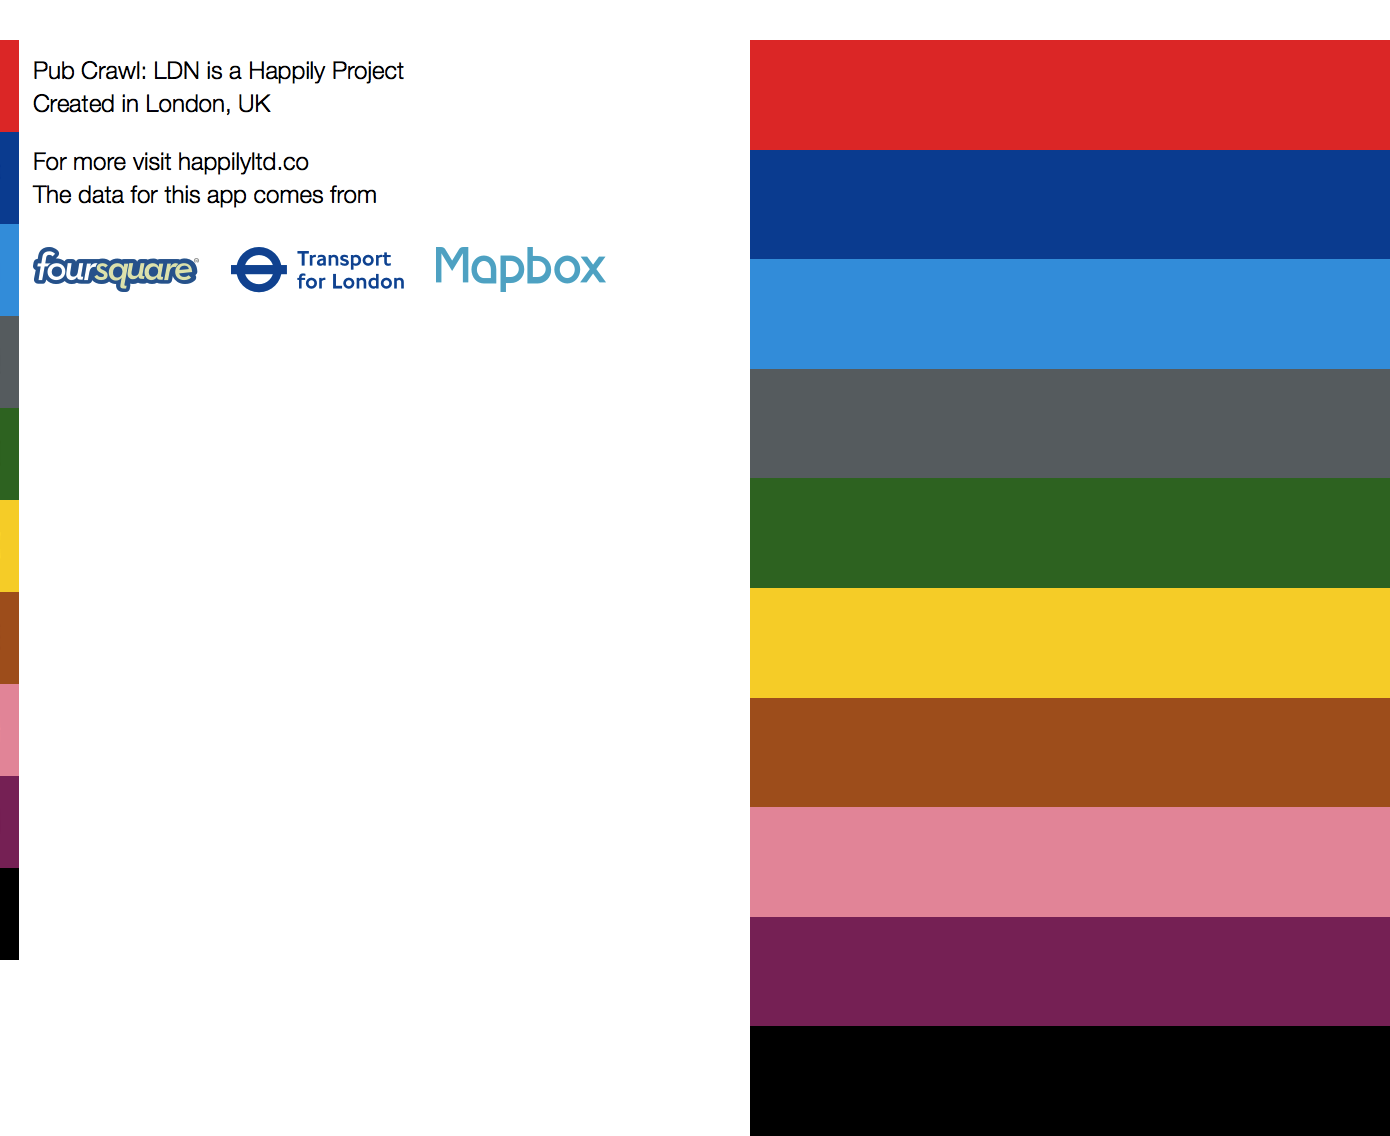 Pub Crawl: LDN is a Happily Project
Created in London, UK
For more visit happilyltd.co
The data for this app comes from
foursquare
Transport
for London
Mapbox